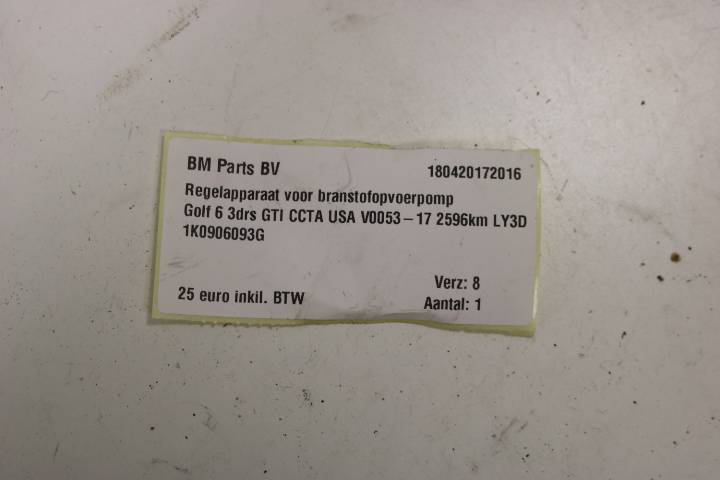 BM Parts BV 180420172016
Regelapparaat voor branstofopvoerpomp
Golf 6 3drs GTI CCTA USA V0053-17 2596km LY3D
1K0906093G
Verz: 8
25 euro inkil. BTW Aantal: 1